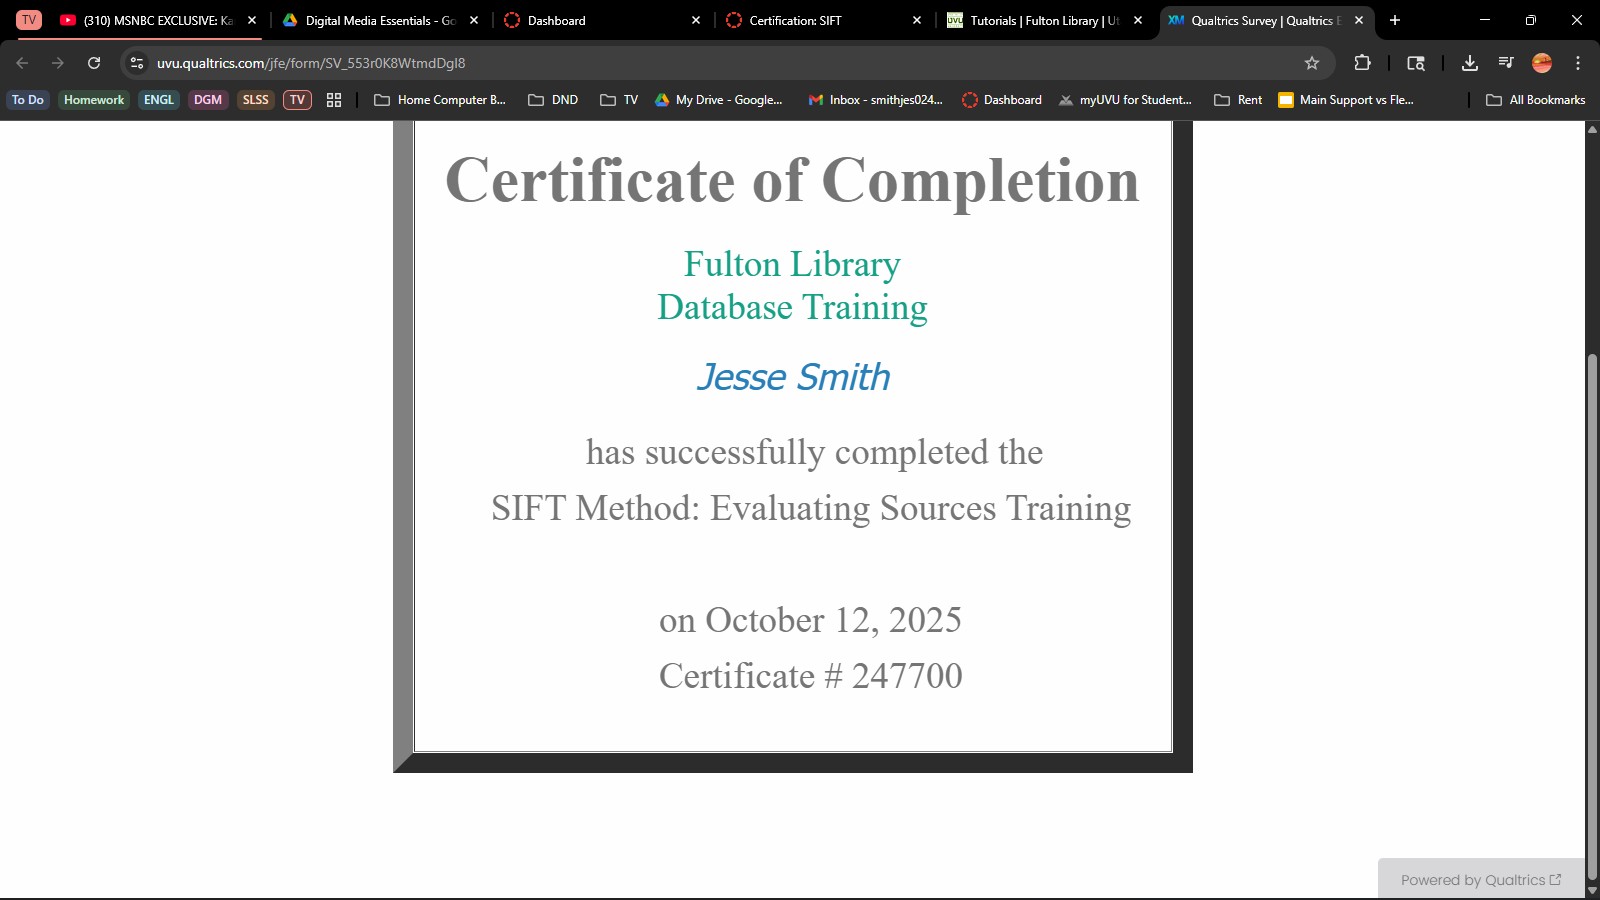 TV
(310) MSNBC EXCLUSIVE: Ka
Digital Media Essentials - Go
Dashboard
Certification: SIFT
UVU
Tutorials | Fulton Library | Ut
XM
Qualtrics Survey | Qualtrics E
uvu.qualtrics.com/jfe/form/SV_553r0K8WtmdDgI8
To Do
Homework
ENGL
DGM
SLSS
TV
Home Computer B...
DND
TV
My Drive - Google...
Inbox - smithjes024...
Dashboard
myUVU for Student...
Rent
Main Support vs Fle...
All Bookmarks
Certificate of Completion
Fulton Library
Database Training
Jesse Smith
has successfully completed the
SIFT Method: Evaluating Sources Training
on October 12, 2025
Certificate # 247700
Powered by Qualtrics